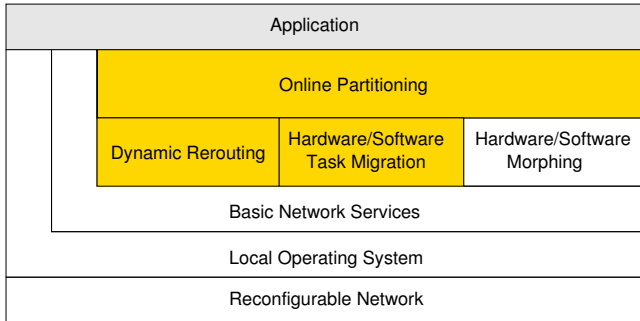 Application
Online Partitioning
Dynamic Rerouting
Hardware/Software
Task Migration
Hardware/Software
Morphing
Basic Network Services
Local Operating System
Reconfigurable Network